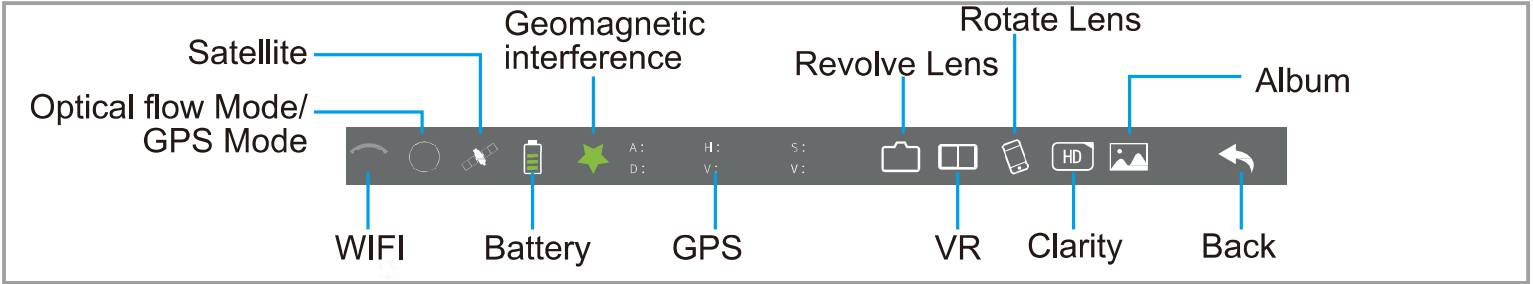 Geomagnetic
interference
Rotate Lens
Satellite
Revolve Lens
Album
Optical flow Mode/
GPS Mode
A: H: S:
D: V: V:
HD
WIFI
Battery
GPS
VR
Clarity
Back